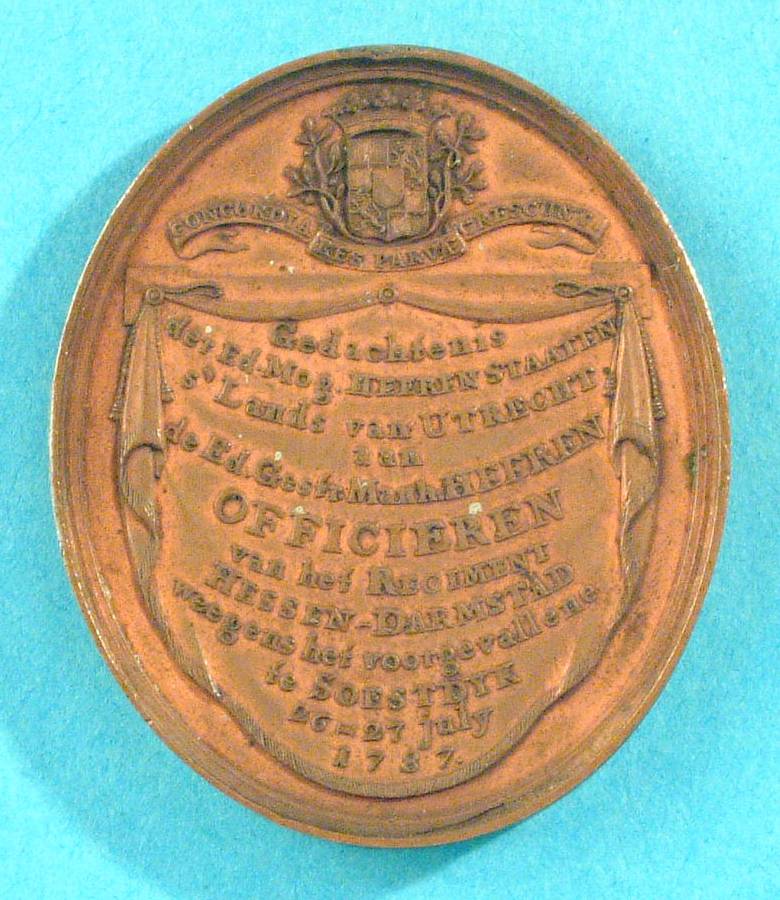 CONCORDIA RES PARVÆ CRESCUNT
Gedachtenis
der Ed. Mog. HEEREN STAATEN
s' Lands van UTRECHT,
aan
de Ed. Gestr. Manh. HEEREN
OFFICIEREN
van het REGIMENT
HESSEN-DARMSTAD
wegens het voorgevallene
te SOESTDYK
26=27 july
1787.